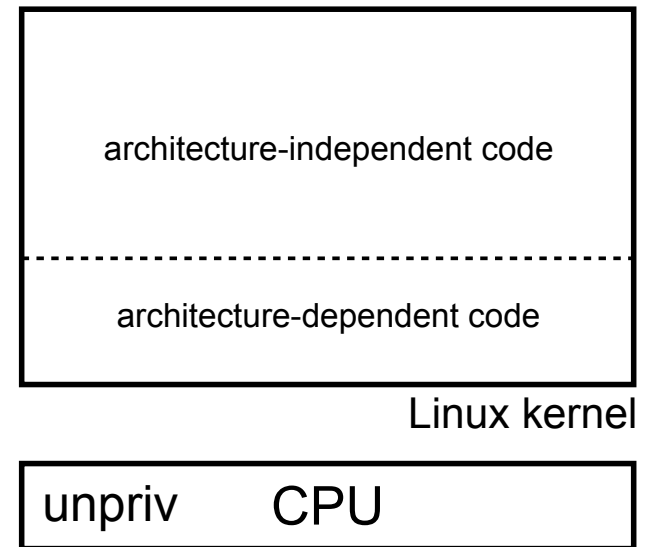 architecture-independent code
architecture-dependent code
Linux kernel
unpriv CPU